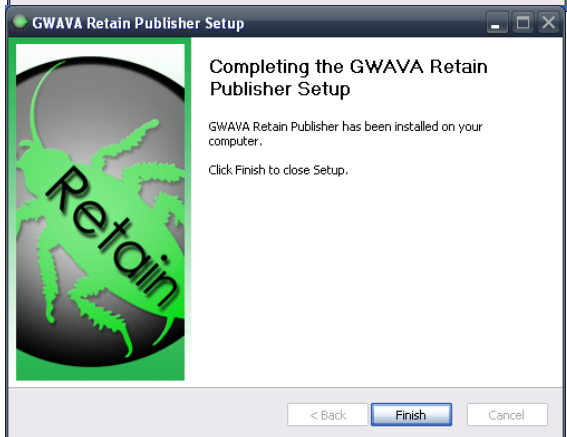 GWAVA Retain Publisher Setup
Completing the GWAVA Retain
Publisher Setup
GWAVA Retain Publisher has been installed on your
computer.
Click Finish to close Setup.
Retain
< Back
Finish
Cancel